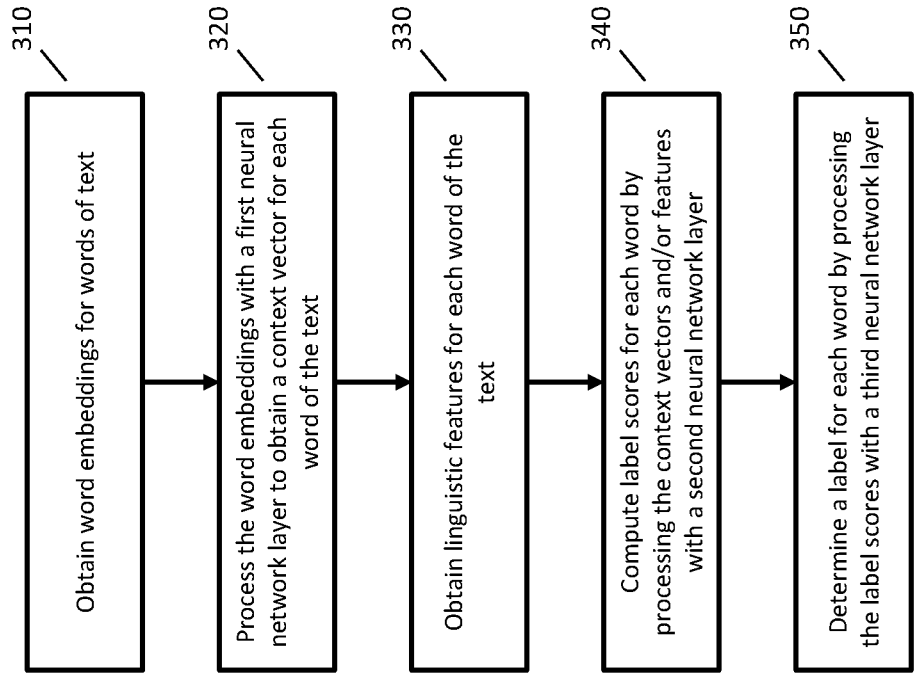 310
Obtain word embeddings for words of text
320
Process the word embeddings with a first neural
network layer to obtain a context vector for each
word of the text
330
Obtain linguistic features for each word of the
text
340
Compute label scores for each word by
processing the context vectors and/or features
with a second neural network layer
350
Determine a label for each word by processing
the label scores with a third neural network layer